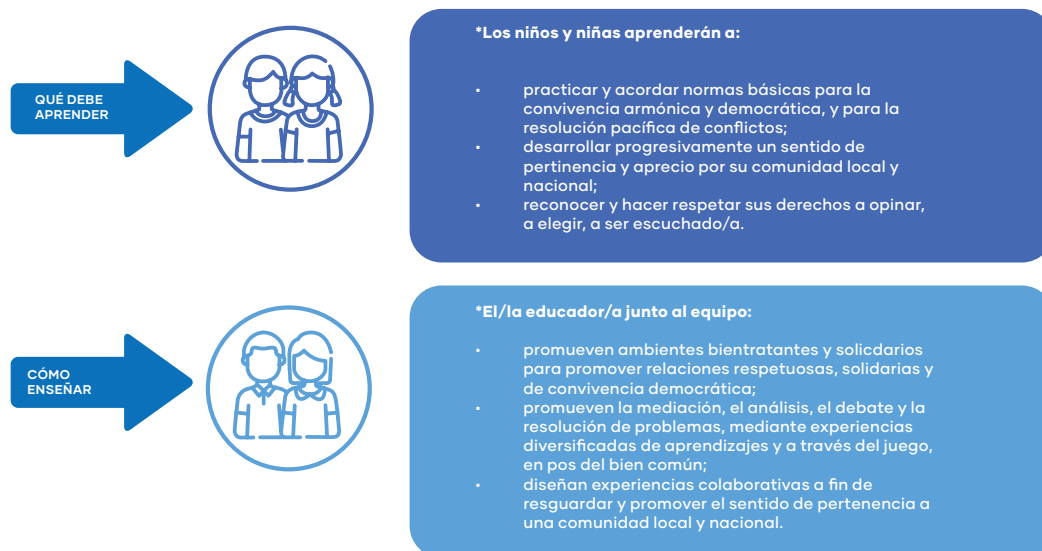 QUÉ DEBE
APRENDER
*Los niños y niñas aprenderán a:
• practicar y acordar normas básicas para la
convivencia armónica y democrática, y para la
resolución pacífica de conflictos;
• desarrollar progresivamente un sentido de
pertinencia y aprecio por su comunidad local y
nacional;
• reconocer y hacer respetar sus derechos a opinar,
a elegir, a ser escuchado/a.
CÓMO
ENSEÑAR
*El/la educador/a junto al equipo:
• promueven ambientes bientratantes y solicdarios
para promover relaciones respetuosas, solidarias y
de convivencia democrática;
• promueven la mediación, el análisis, el debate y la
resolución de problemas, mediante experiencias
diversificadas de aprendizajes y a través del juego,
en pos del bien común;
• diseñan experiencias colaborativas a fin de
resguardar y promover el sentido de pertenencia a
una comunidad local y nacional.